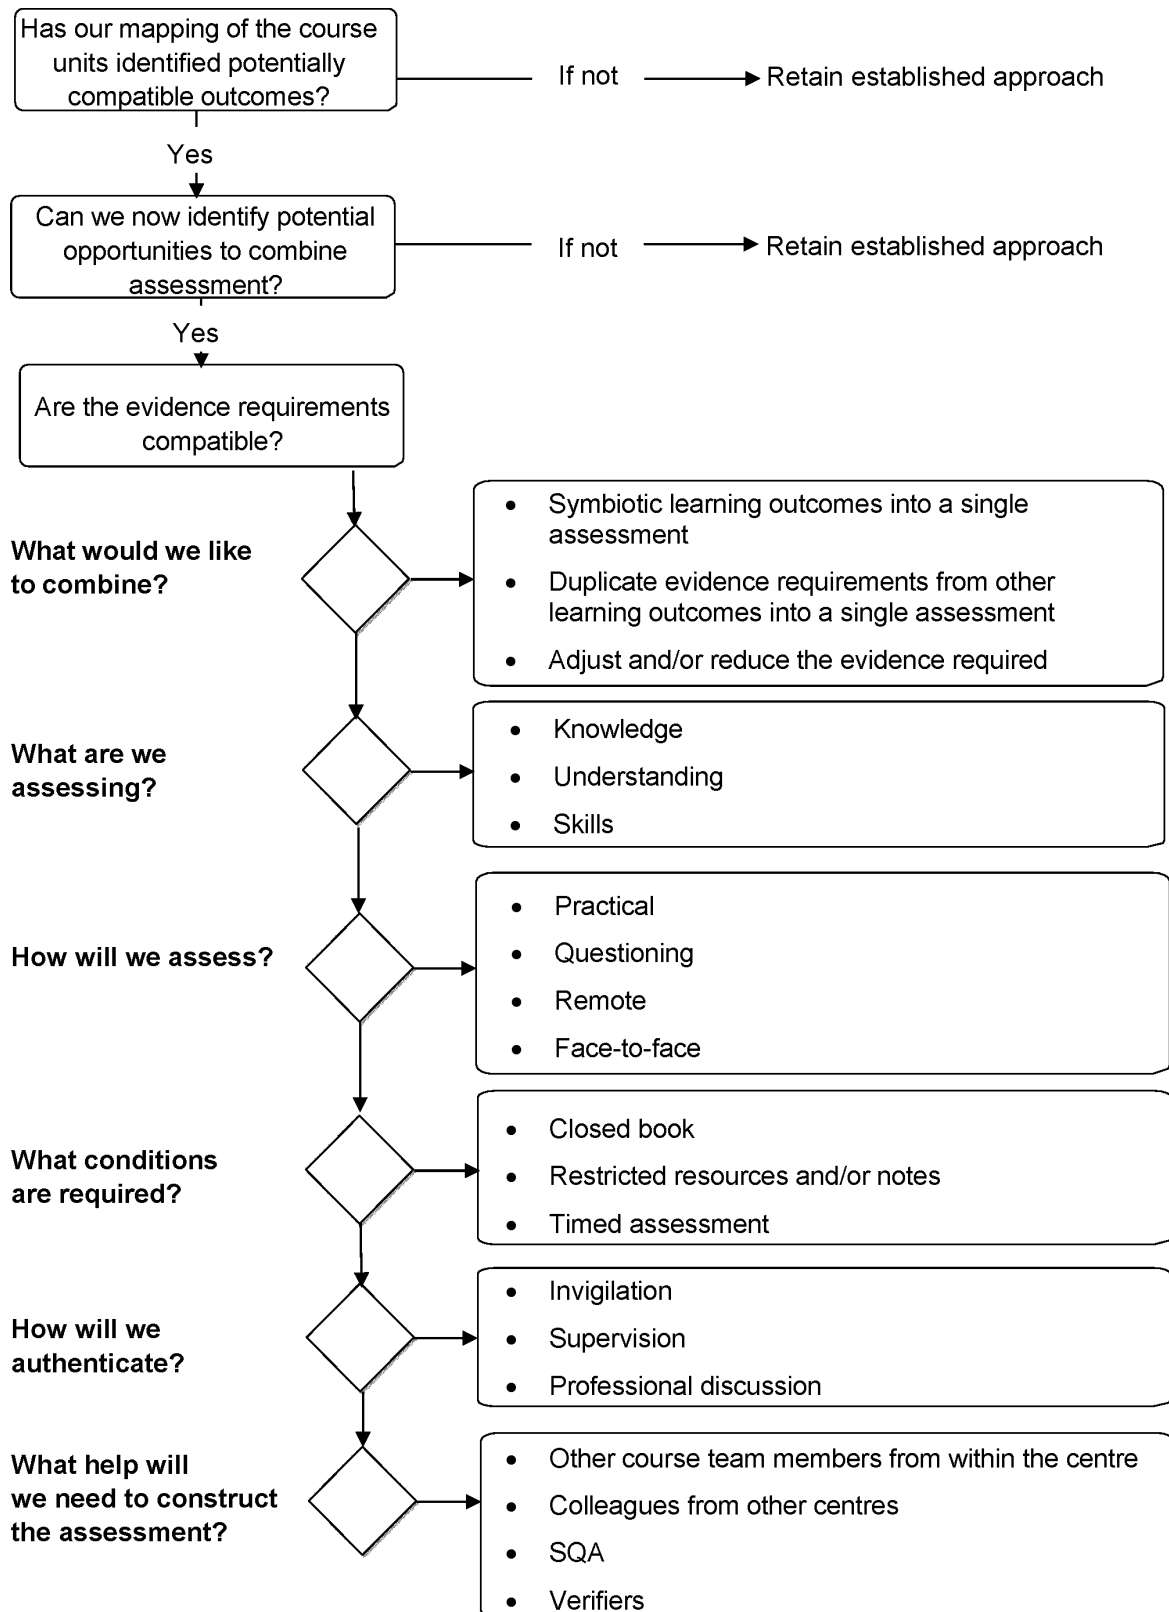 Has our mapping of the course
units identified potentially
compatible outcomes?
If not
Retain established approach
Yes
Can we now identify potential
opportunities to combine
assessment?
If not
Retain established approach
Yes
Are the evidence requirements
compatible?
What would we like
to combine?
• Symbiotic learning outcomes into a single
assessment
• Duplicate evidence requirements from other
learning outcomes into a single assessment
• Adjust and/or reduce the evidence required
What are we
assessing?
• Knowledge
• Understanding
• Skills
How will we assess?
• Practical
• Questioning
• Remote
• Face-to-face
What conditions
are required?
• Closed book
• Restricted resources and/or notes
• Timed assessment
How will we
authenticate?
• Invigilation
• Supervision
• Professional discussion
What help will
we need to construct
the assessment?
• Other course team members from within the centre
• Colleagues from other centres
• SQA
• Verifiers